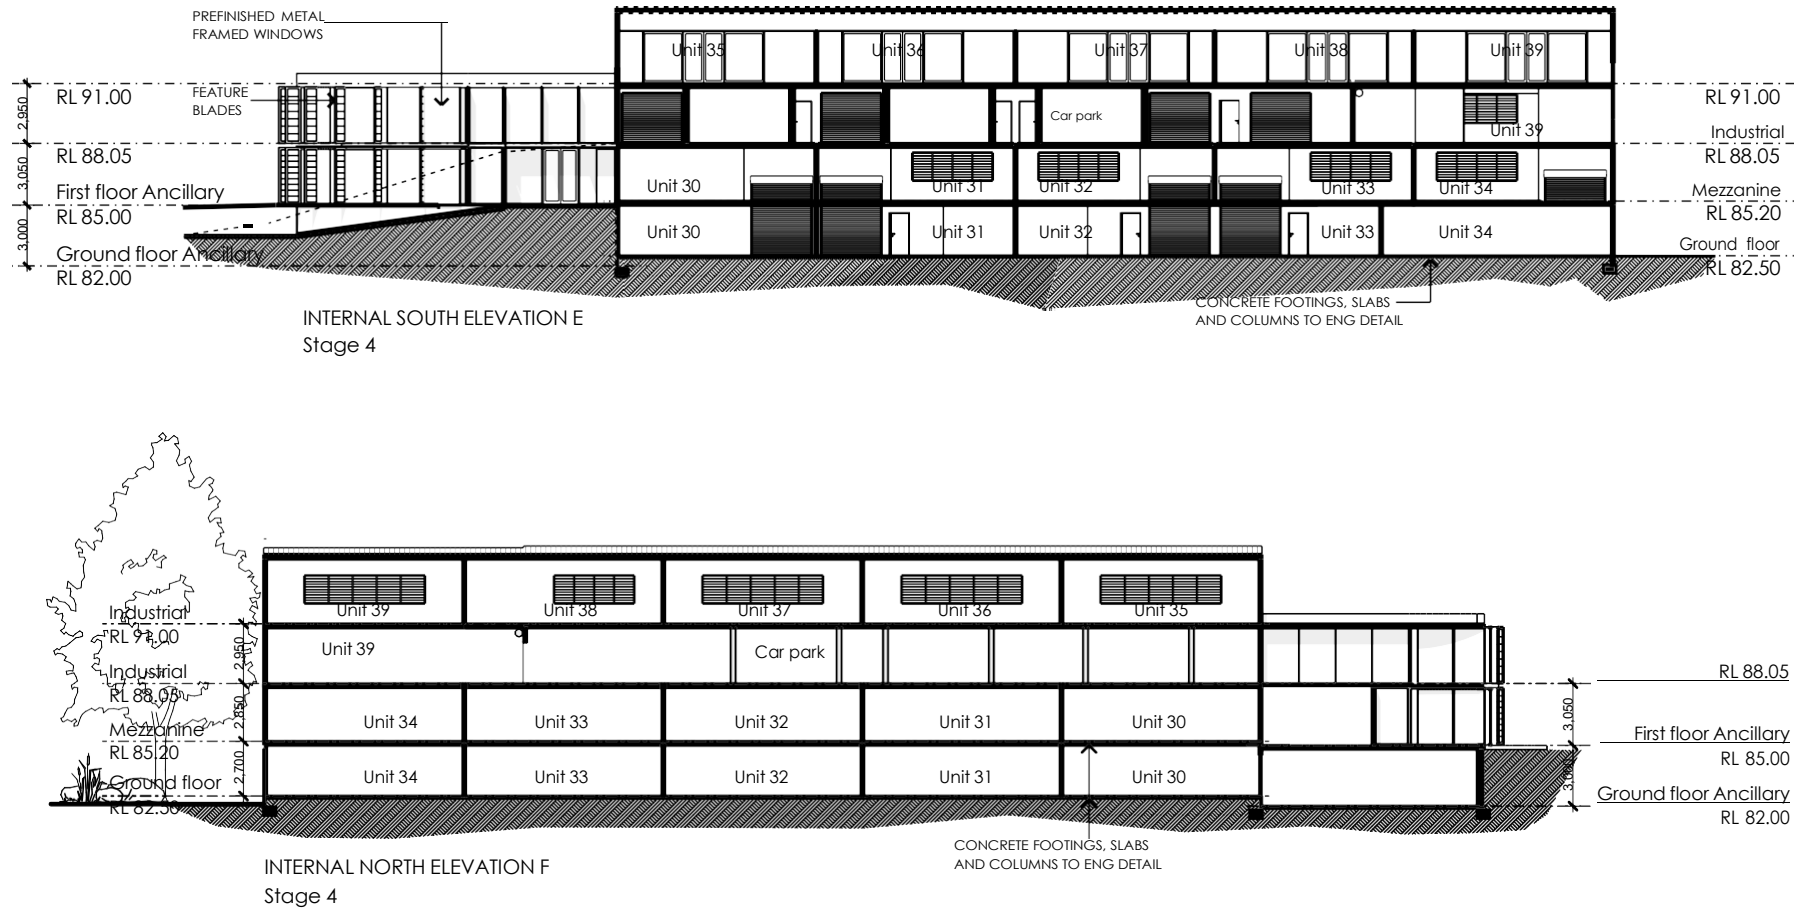 PREFINISHED METAL
FRAMED WINDOWS
Unit 35
Unit 36
Unit 37
Unit 38
Unit 39
FEATURE
BLADES
2,950
RL 91.00
RL 91.00
Car park
Unit 39
Industrial
RL 88.05
RL 88.05
3,050
First floor Ancillary
Unit 30
Unit 31
Unit 32
Unit 33
Unit 34
Mezzanine
RL 85.00
RL 85.20
3,000
Unit 30
Unit 31
Unit 32
Unit 33
Unit 34
Ground floor Ancillary
Ground floor
RL 82.00
RL 82.50
CONCRETE FOOTINGS, SLABS
AND COLUMNS TO ENG DETAIL
INTERNAL SOUTH ELEVATION E
Stage 4
Industrial
RL 91.00
Unit 39
Unit 38
Unit 37
Unit 36
Unit 35
2,950
Unit 39
Car park
Industrial
RL 88.05
RL 88.05
2,850
Unit 34
Unit 33
Unit 32
Unit 31
Unit 30
3,050
Mezzanine
RL 85.20
First floor Ancillary
RL 85.00
2,700
Unit 34
Unit 33
Unit 32
Unit 31
Unit 30
Ground floor
RL 82.50
3,000
Ground floor Ancillary
RL 82.00
CONCRETE FOOTINGS, SLABS
AND COLUMNS TO ENG DETAIL
INTERNAL NORTH ELEVATION F
Stage 4